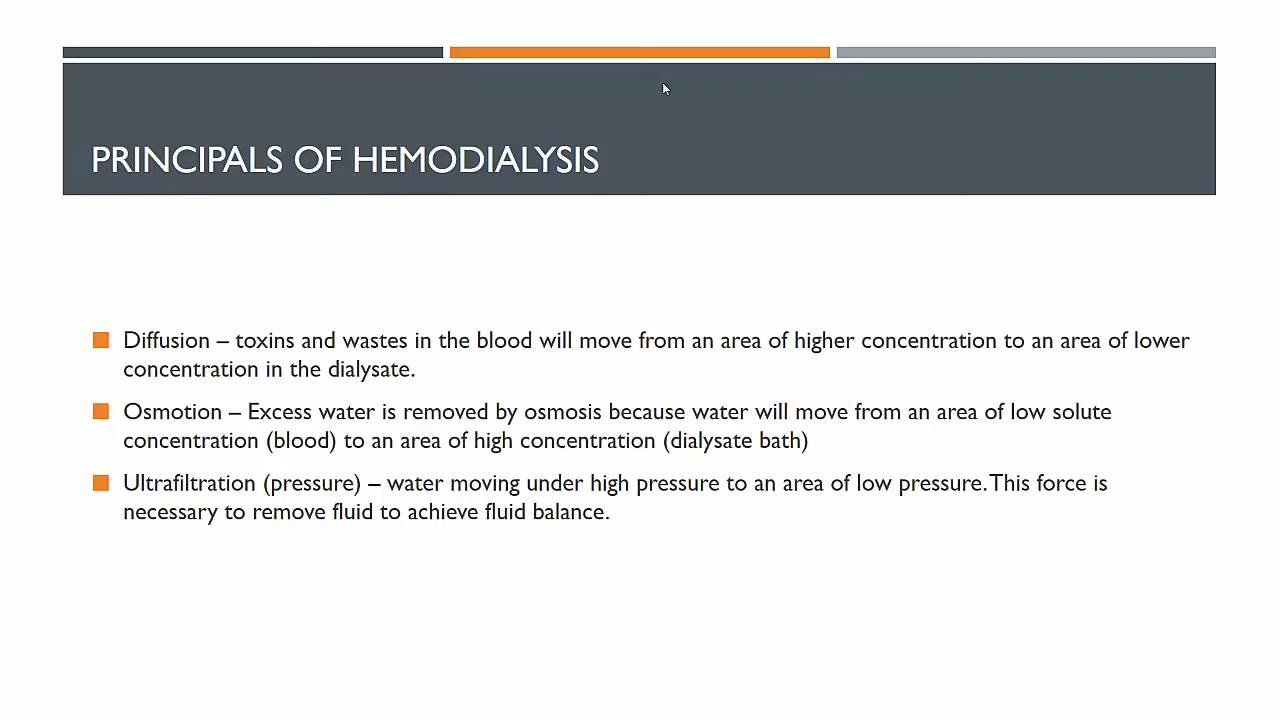 PRINCIPALS OF HEMODIALYSIS
Diffusion – toxins and wastes in the blood will move from an area of higher concentration to an area of lower
concentration in the dialysate.
Osmotion – Excess water is removed by osmosis because water will move from an area of low solute
concentration (blood) to an area of high concentration (dialysate bath)
Ultrafiltration (pressure) – water moving under high pressure to an area of low pressure. This force is
necessary to remove fluid to achieve fluid balance.